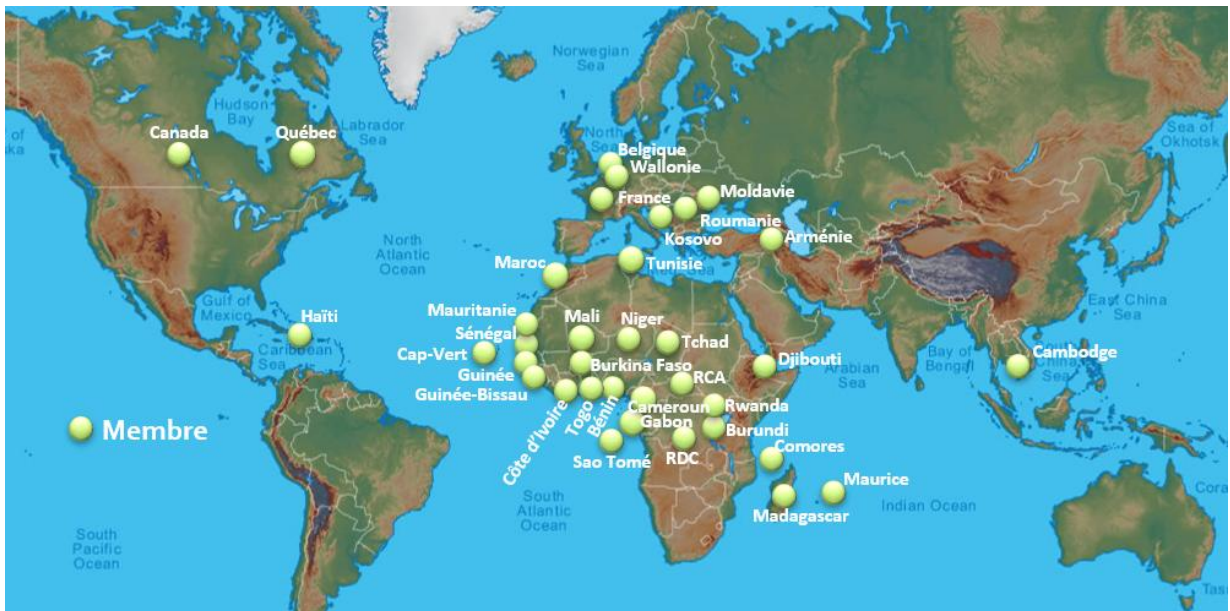 Norwegian
Sea
Hudson
Bay
Labrador
Sea
Sea of
Okhotsk
Canada
Québec
North
Sea
Belgique
Wallonie
France
Moldavie
Roumanie
Kosovo
Arménie
North
Atlantic
Ocean
Maroc
Tunisie
Sea
Gulf of
Mexico
East China
Sea
Haïti
Caribbean
Sea
Mauritanie
Sénégal
Cap-Vert
Guinée
Guinée-Bissau
Mali
Niger
Tchad
Burkina Faso
RCA
Djibouti
Arabian
Sea
Bay of
Bengal
Cambodge
China
Sea
Côte d'Ivoire
Togo
Bénin
Cameroun
Gabon
Rwanda
Burundi
Sao Tomé
RDC
Comores
Membre
Maurice
Madagascar
Indian Ocean
South
Atlantic
Ocean
South
Pacific
Ocean